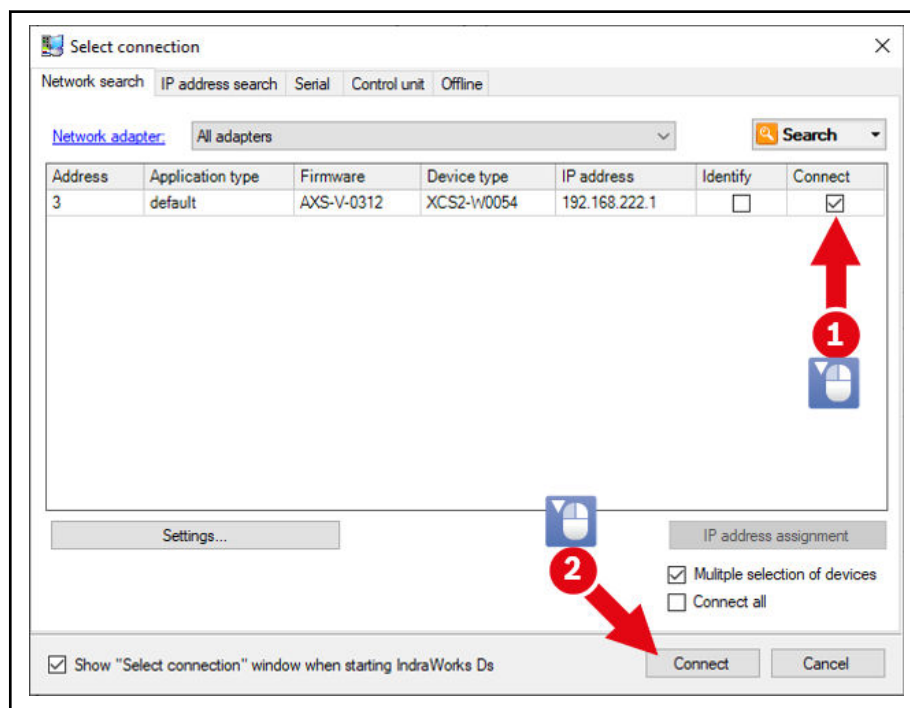 Select connection
Network search IP address search Serial Control unit Offline
Network adapter: All adapters Search
Address Application type Firmware Device type IP address Identify Connect
3 default AXS-V-0312 XCS2-W0054 192.168.222.1
1
Settings... IP address assignment
2
Mulitple selection of devices
Connect all
Show "Select connection" window when starting IndraWorks Ds Connect Cancel